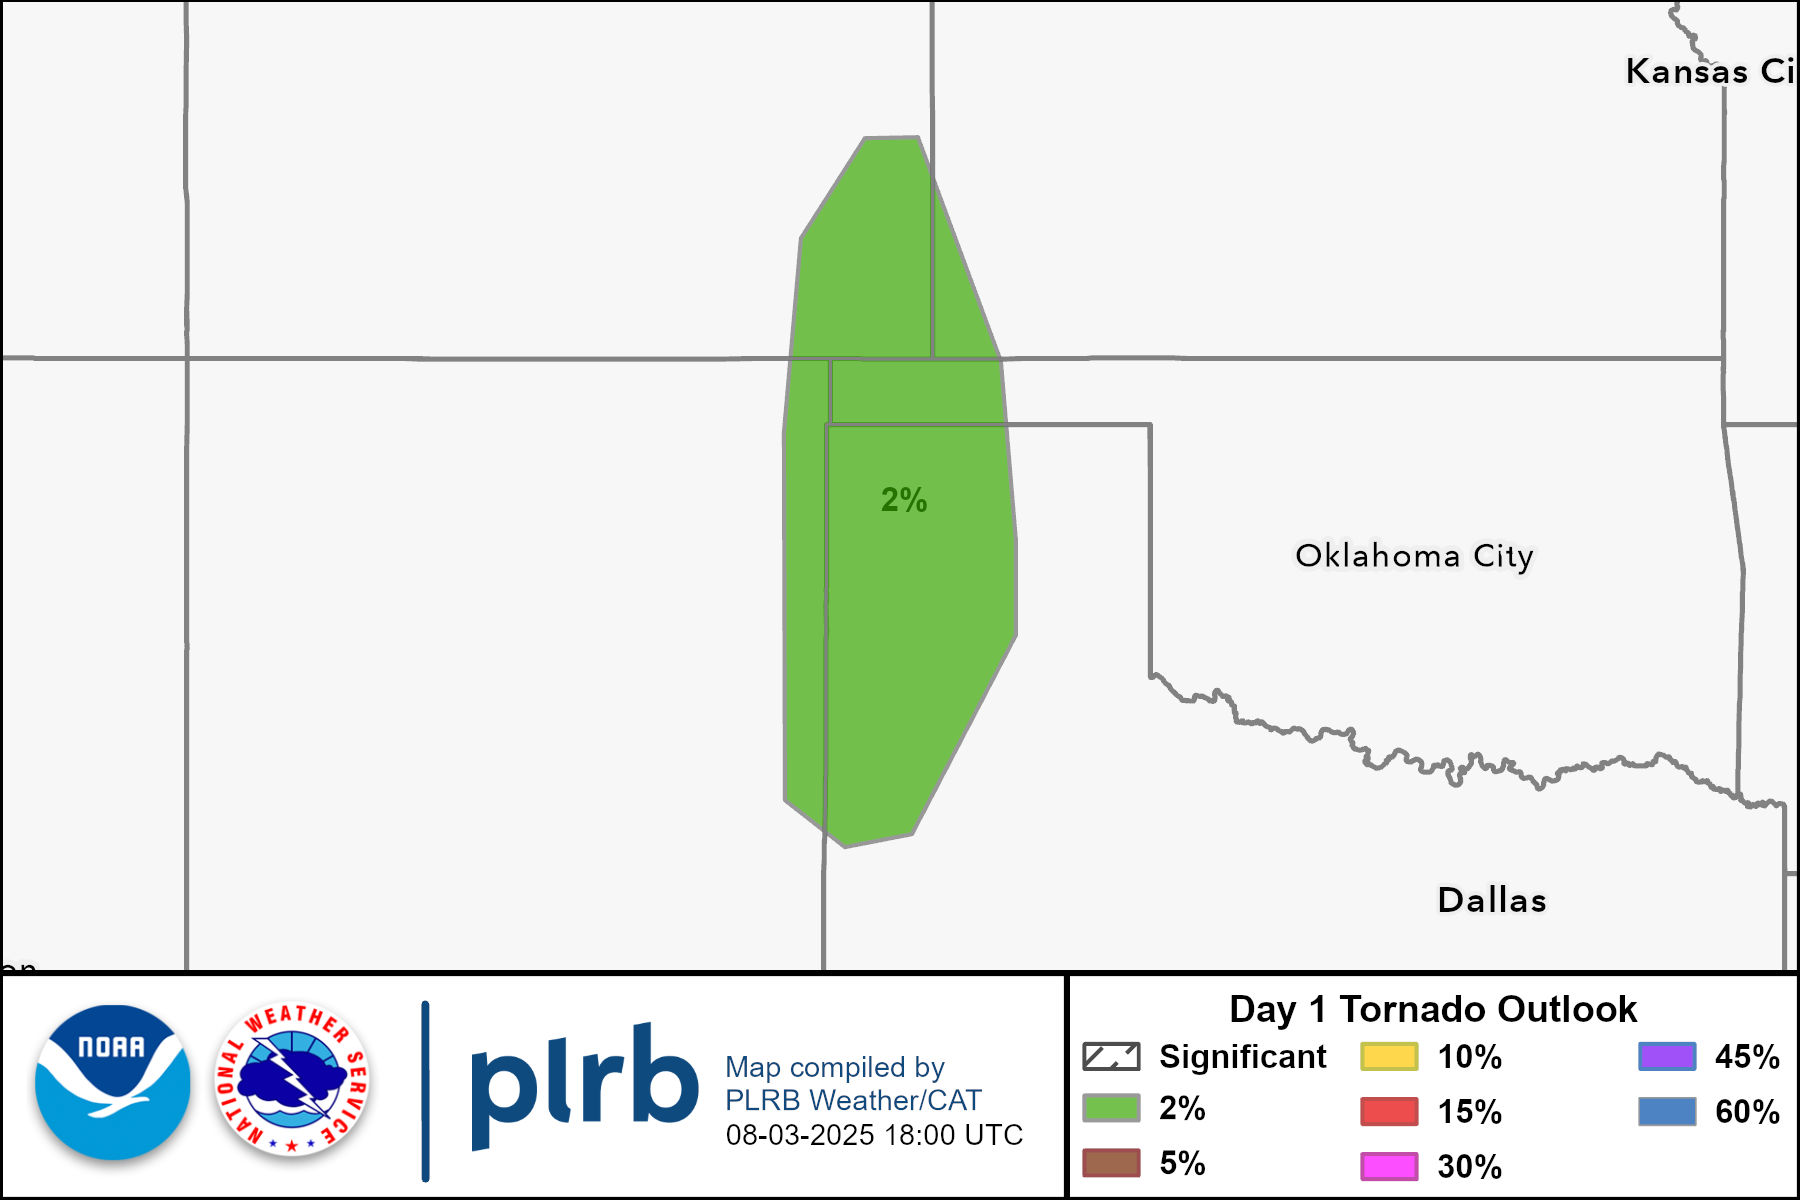 Kansas Ci
2%
Oklahoma City
Dallas
on
NOAA
NATIONAL WEATHER SERVICE
plrb
Map compiled by
PLRB Weather/CAT
08-03-2025 18:00 UTC
Day 1 Tornado Outlook
Significant
2%
5%
10%
15%
30%
45%
60%